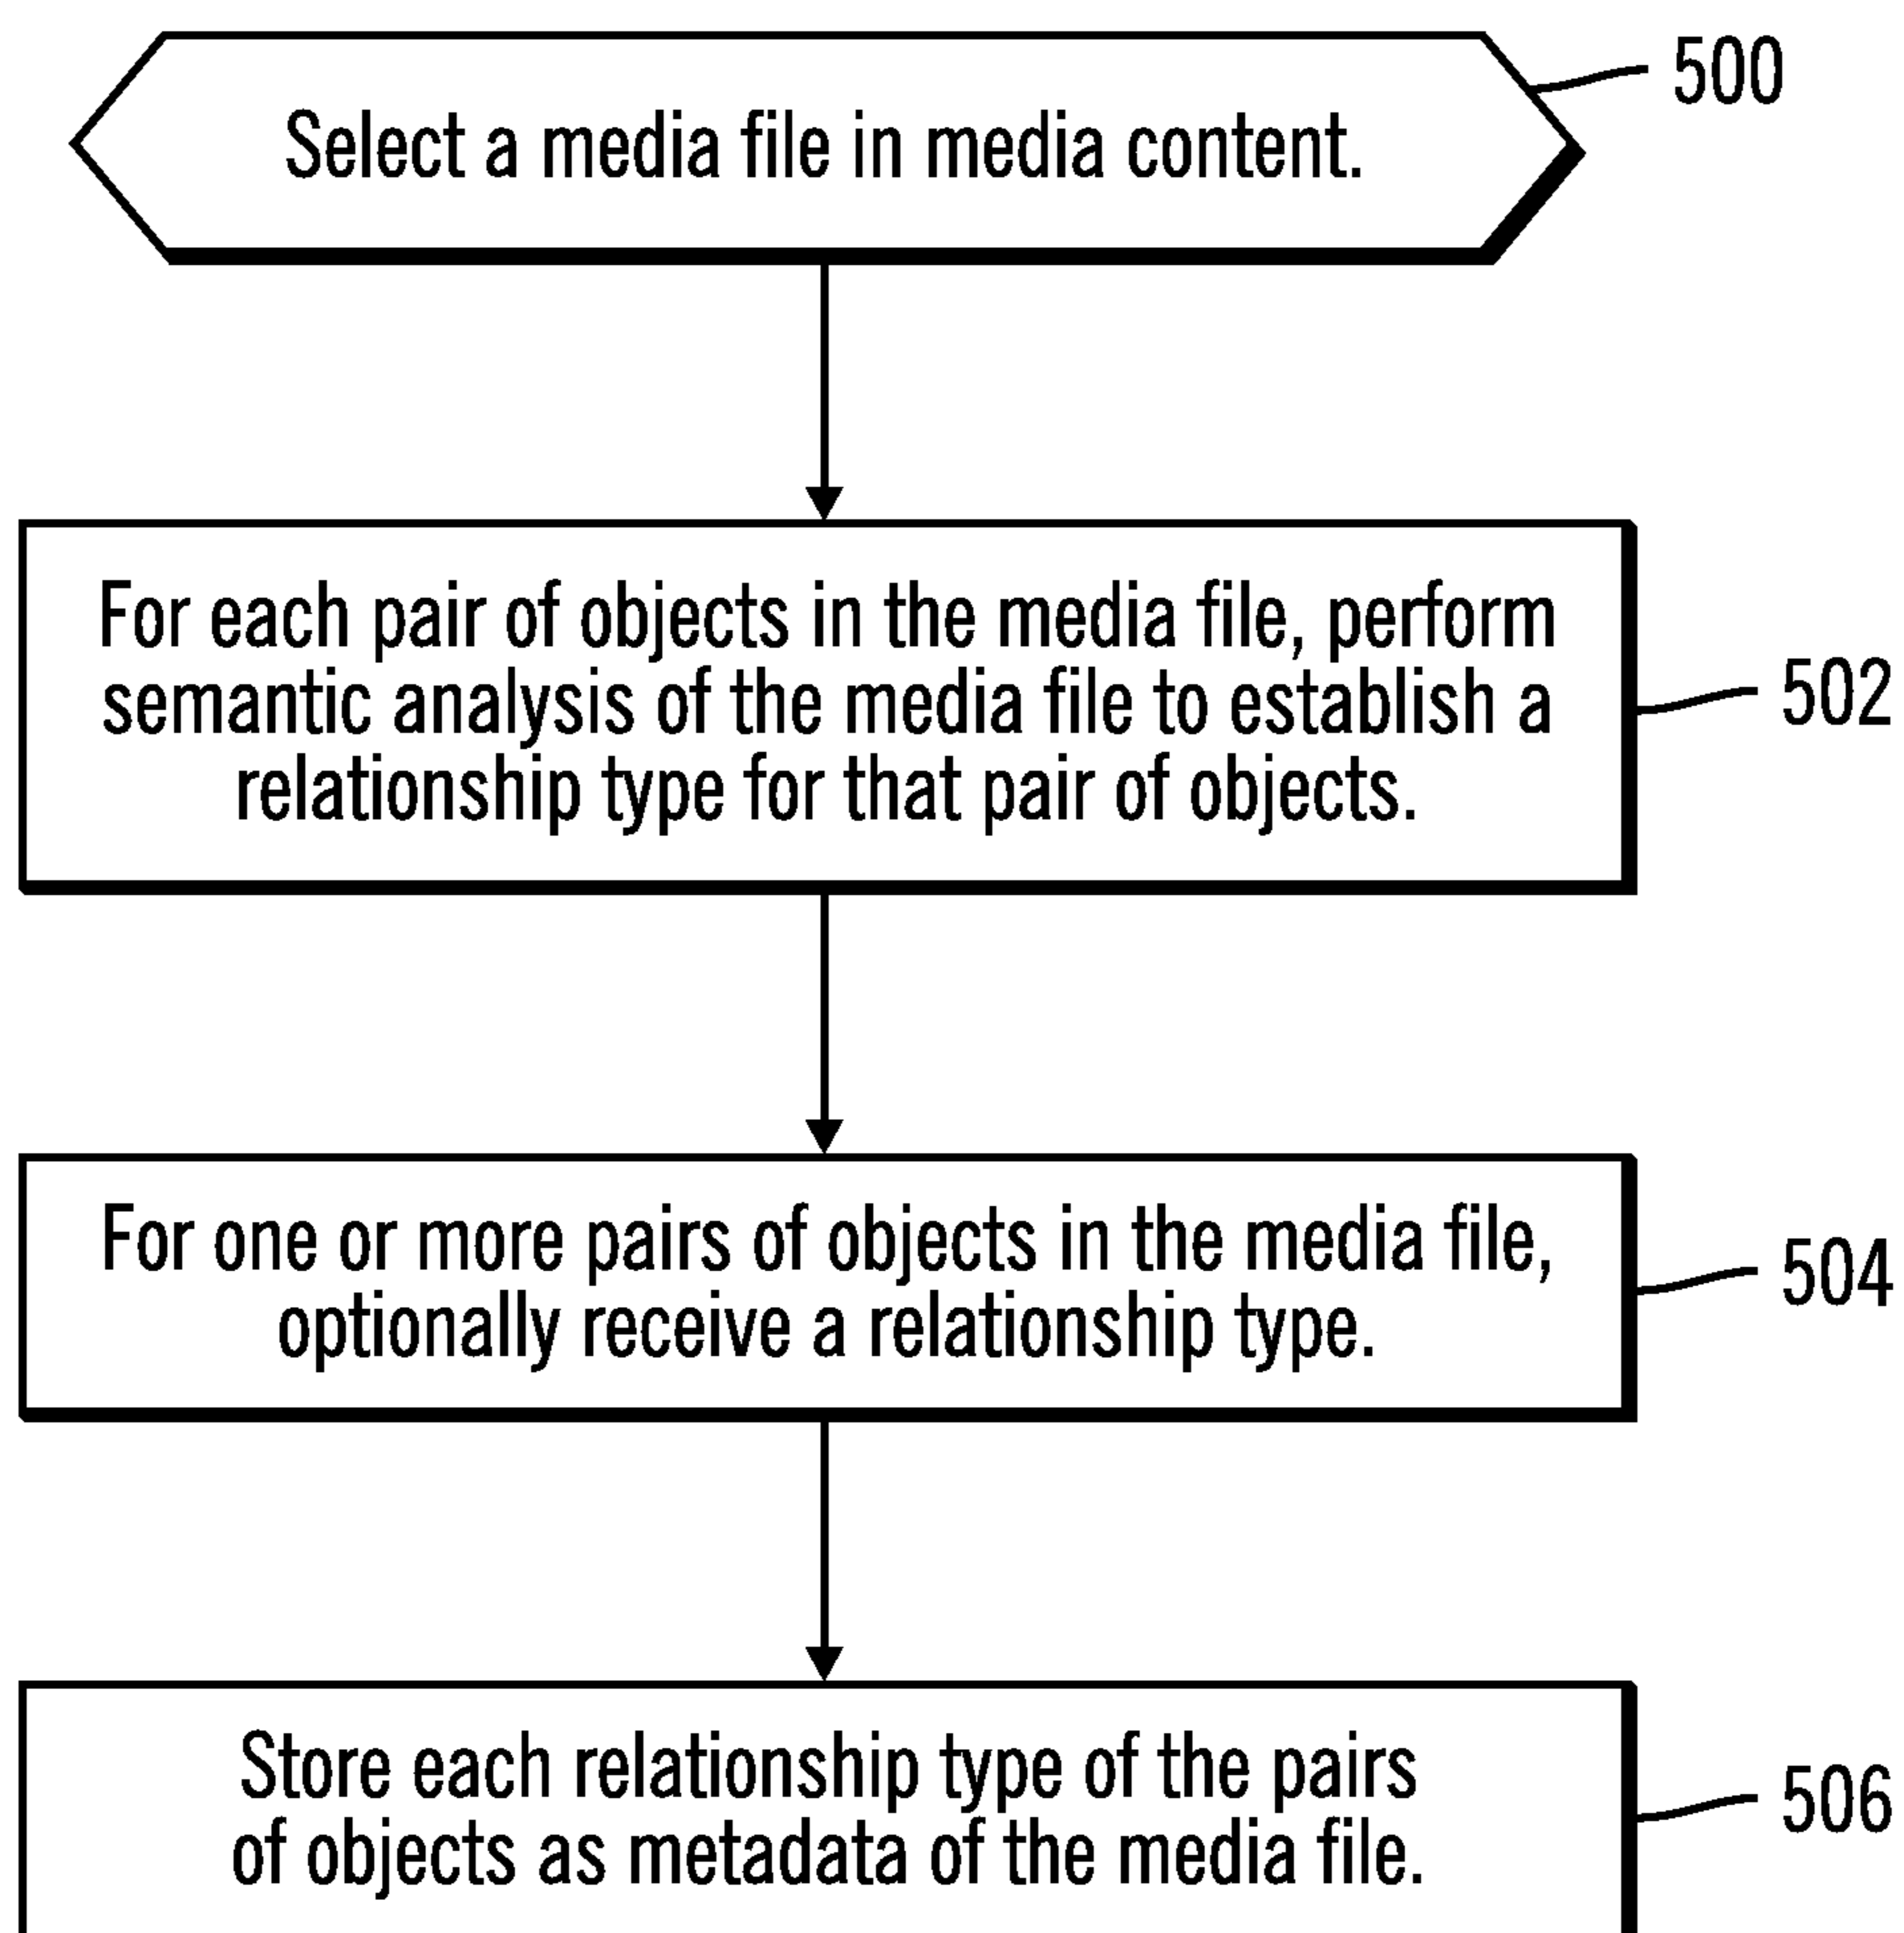 Select a media file in media content.
500
For each pair of objects in the media file, perform
semantic analysis of the media file to establish a
relationship type for that pair of objects.
502
For one or more pairs of objects in the media file,
optionally receive a relationship type.
504
Store each relationship type of the pairs
of objects as metadata of the media file.
506